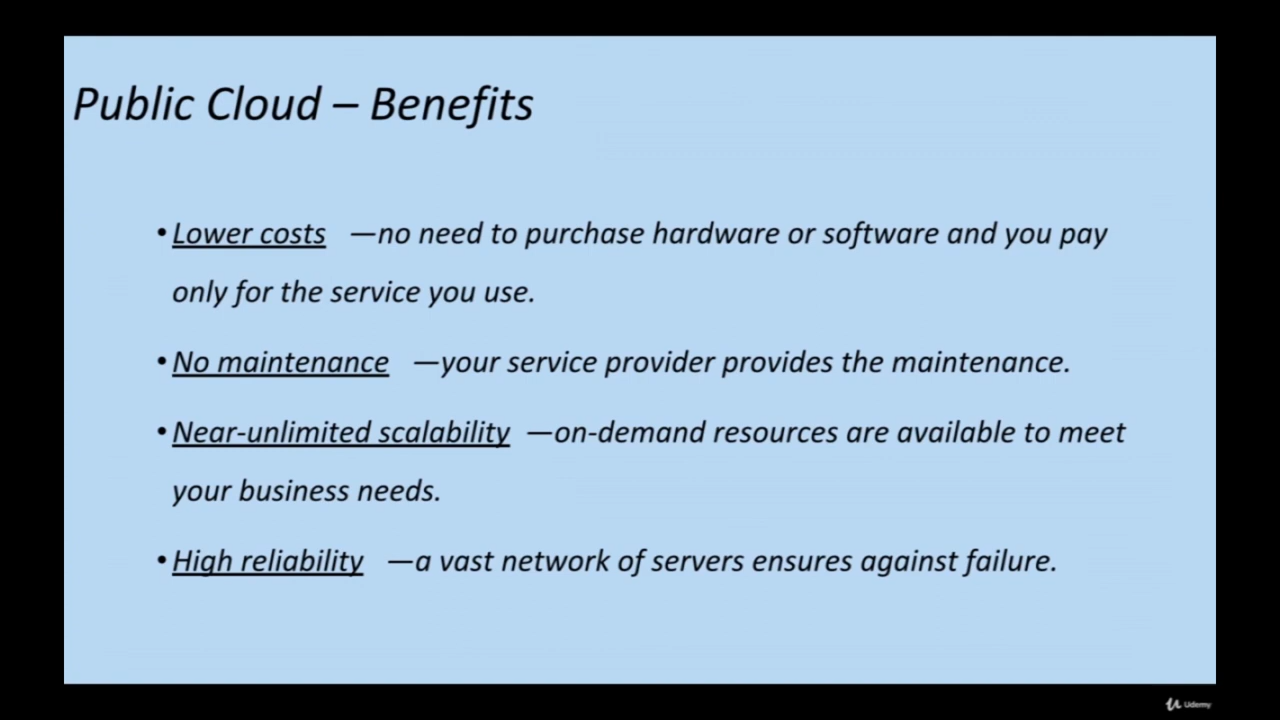 Public Cloud – Benefits
•Lower costs —no need to purchase hardware or software and you pay
only for the service you use.
•No maintenance —your service provider provides the maintenance.
•Near-unlimited scalability —on-demand resources are available to meet
your business needs.
•High reliability —a vast network of servers ensures against failure.
Udemy